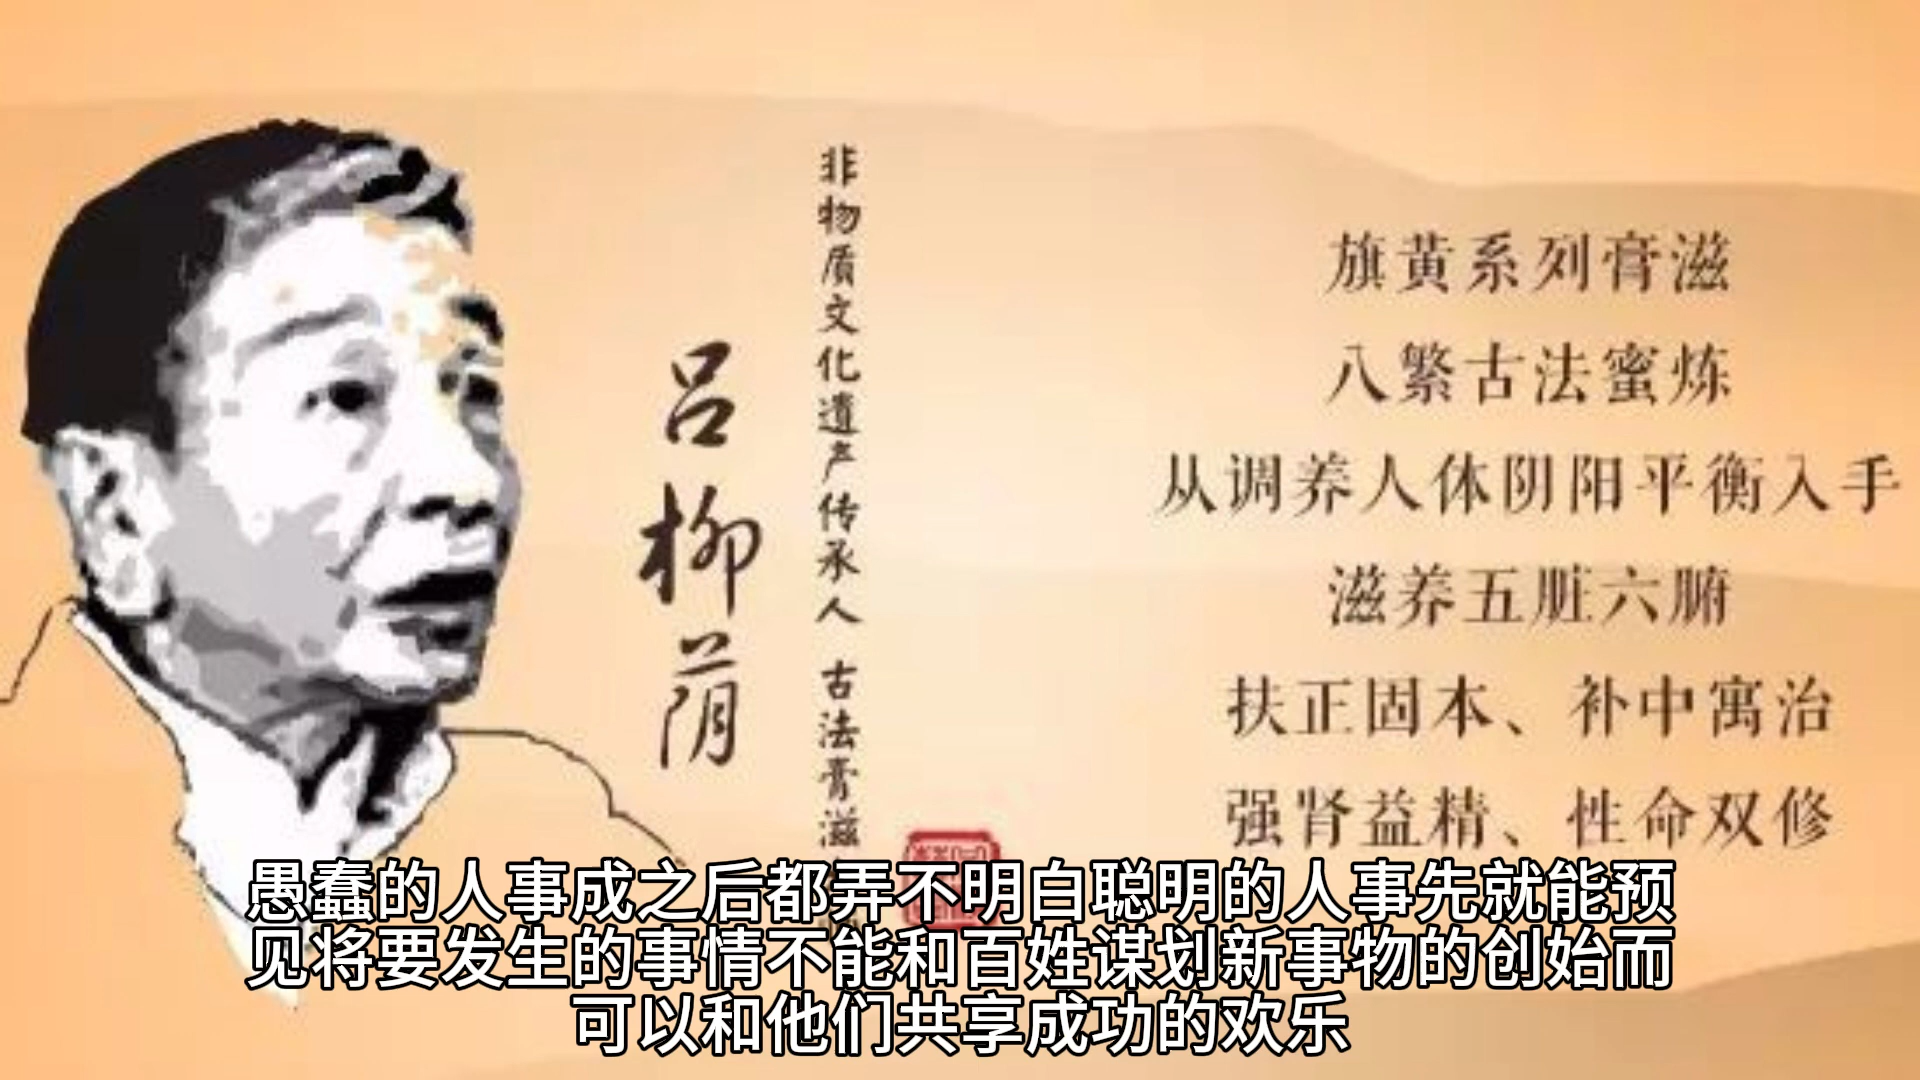 非物质文化遗产传承人 古法膏滋
吕柳荫
旗黄系列膏滋
八繁古法蜜炼
从调养人体阴阳平衡入手
滋养五脏六腑
扶正固本、补中寓治
强肾益精、性命双修
愚蠢的人事成之后都弄不明白聪明的人事先就能预
见将要发生的事情不能和百姓谋划新事物的创始而
可以和他们共享成功的欢乐